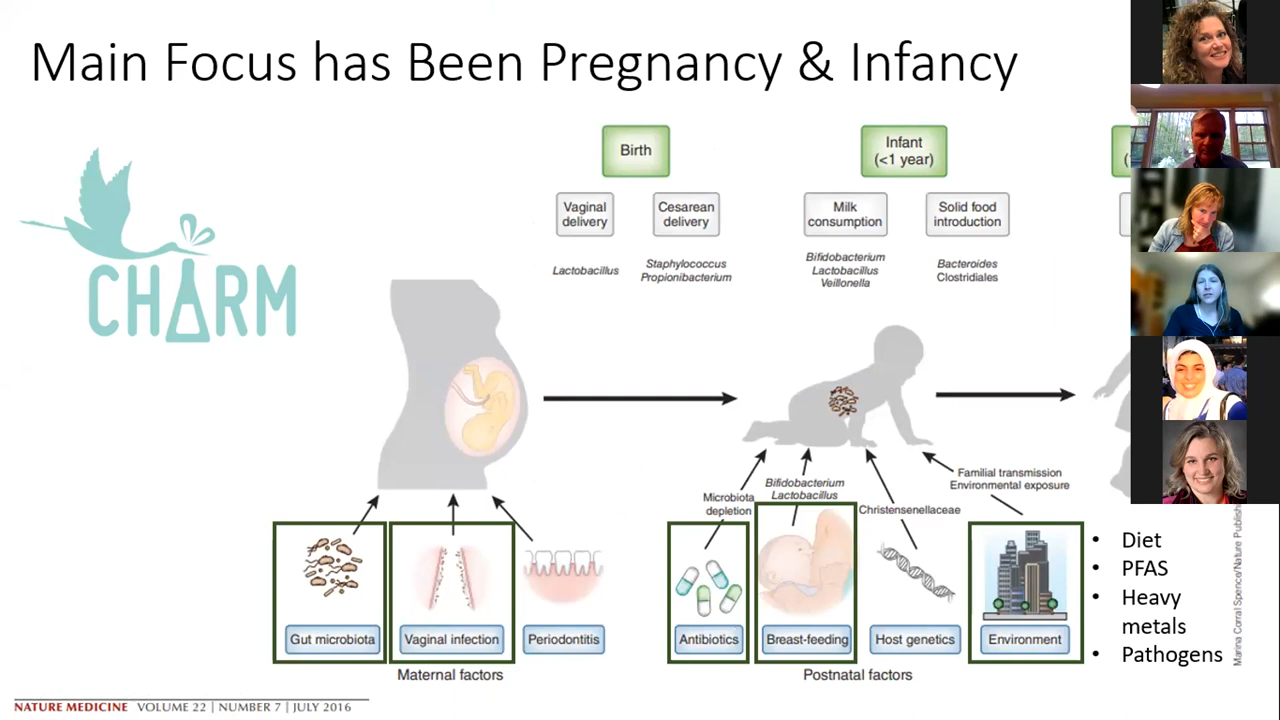 Main Focus has Been Pregnancy & Infancy
CHARM
Birth
Infant
(<1 year)
Vaginal
delivery
Cesarean
delivery
Milk
consumption
Solid food
introduction
Lactobacillus
Staphylococcus
Propionibacterium
Bifidobacterium
Lactobacillus
Veillonella
Bacteroides
Clostridiales
Microbiota
depletion
Bifidobacterium
Lactobacillus
Christensenellaceae
Familial transmission
Environmental exposure
Gut microbiota
Vaginal infection
Periodontitis
Antibiotics
Breast-feeding
Host genetics
Environment
Maternal factors
Postnatal factors
• Diet
• PFAS
• Heavy
metals
• Pathogens
Marina Corral Spence/Nature
NATURE MEDICINE VOLUME 22 | NUMBER 7 | JULY 2016